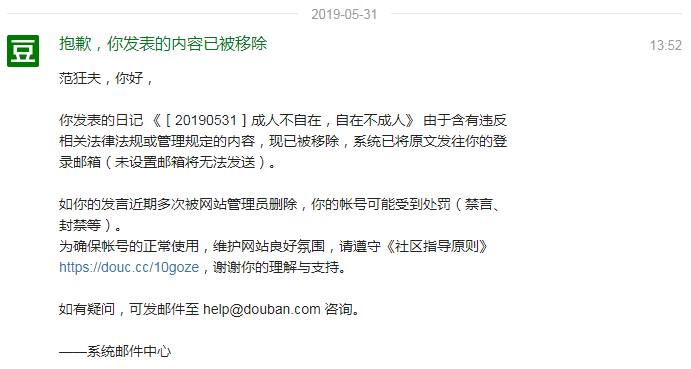 2019-05-31
豆
抱歉，你发表的内容已被移除
13:52
范狂夫，你好，
你发表的日记 《［20190531］成人不自在，自在不成人》 由于含有违反
相关法律法规或管理规定的内容，现已被移除，系统已将原文发往你的登
录邮箱（未设置邮箱将无法发送）。
如你的发言近期多次被网站管理员删除，你的帐号可能受到处罚（禁言、
封禁等）。
为确保帐号的正常使用，维护网站良好氛围，请遵守《社区指导原则》
https://douc.cc/10goze，谢谢你的理解与支持。
如有疑问，可发邮件至 help@douban.com 咨询。
——系统邮件中心